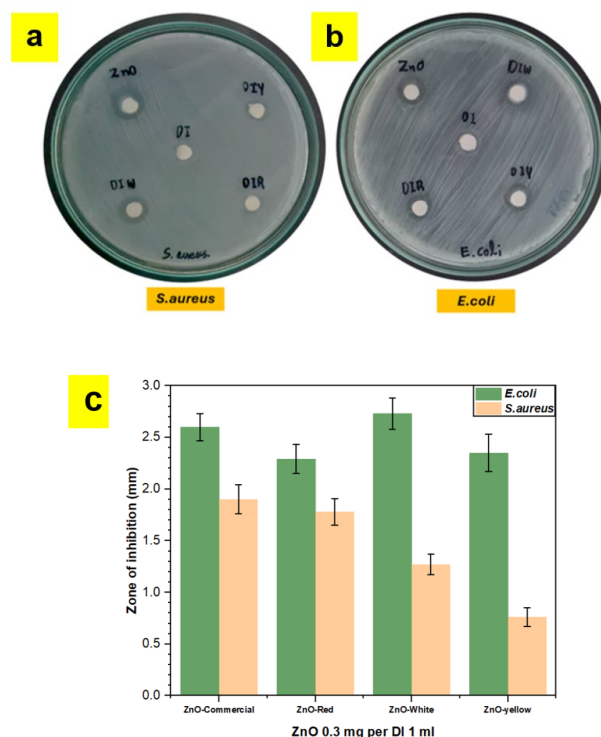 a
b
ZnO
DIY
DI
DIW
DIR
S. aureus
ZnO
DIW
DI
DIR
DIY
E.coli
S.aureus
E.coli
c
3.0
2.5
2.0
1.5
1.0
0.5
0.0
Zone of inhibition (mm)
E.coli
S.aureus
ZnO-Commercial
ZnO-Red
ZnO-White
ZnO-yellow
ZnO 0.3 mg per DI 1 ml